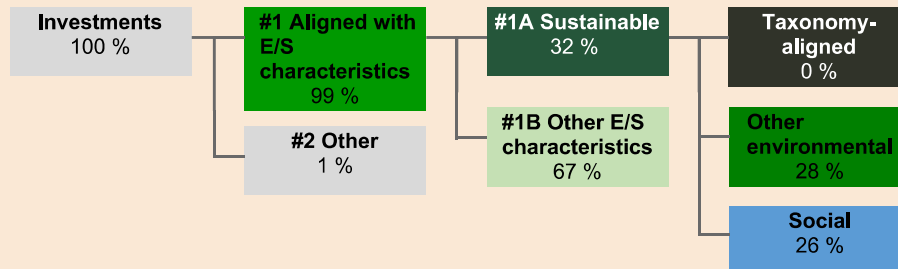 Investments
100 %
#1 Aligned with
E/S
characteristics
99 %
#2 Other
1 %
#1A Sustainable
32 %
#1B Other E/S
characteristics
67 %
Taxonomy-
aligned
0 %
Other
environmental
28 %
Social
26 %